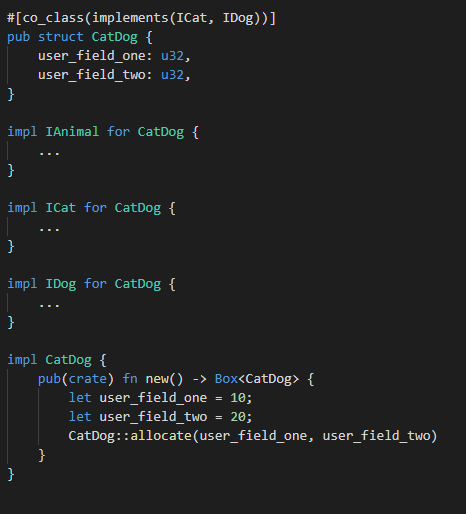 #[co_class(implements(ICat, IDog))]
pub struct CatDog {
    user_field_one: u32,
    user_field_two: u32,
}

impl IAnimal for CatDog {
    ...
}

impl ICat for CatDog {
    ...
}

impl IDog for CatDog {
    ...
}

impl CatDog {
    pub(crate) fn new() -> Box<CatDog> {
        let user_field_one = 10;
        let user_field_two = 20;
        CatDog::allocate(user_field_one, user_field_two)
    }
}